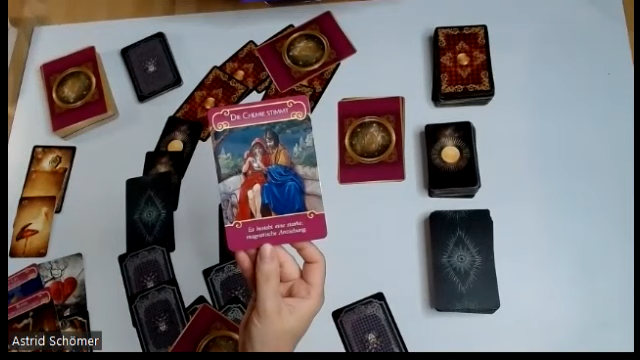 DIE CHEMIE STIMMT
Es besteht eine starke,
magnetische Anziehung.
Astrid Schömer